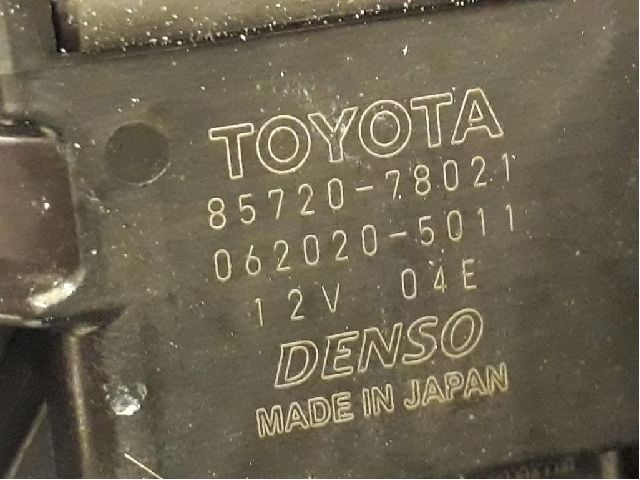 TOYOTA
85720-78021
062020-5011
12V 04E
DENSO
MADE IN JAPAN